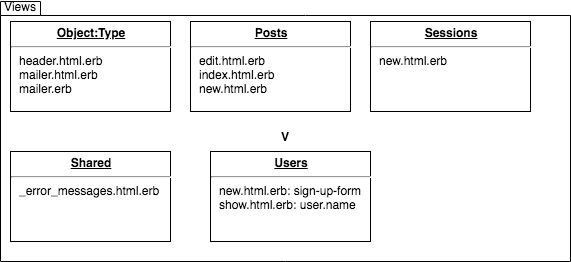 Views
Object:Type
header.html.erb
mailer.html.erb
mailer.erb
Posts
edit.html.erb
index.html.erb
new.html.erb
Sessions
new.html.erb
V
Shared
_error_messages.html.erb
Users
new.html.erb: sign-up-form
show.html.erb: user.name